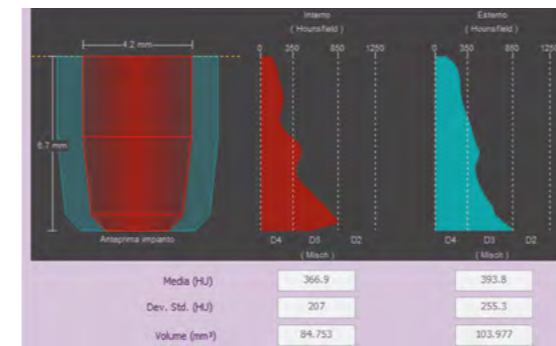 Interno
Esterno
( Hounsfield )
( Hounsfield )
4.2 mm
0 350 850 1250
0 350 850 125
6.7 mm
Anteprima impianto
D4 D3 D2
D4 D3 D2
( Misch )
( Misch )
Media (HU) 366.9 393.8
Dev. Std. (HU) 207 255.3
Volume (mm³) 84.753 103.977